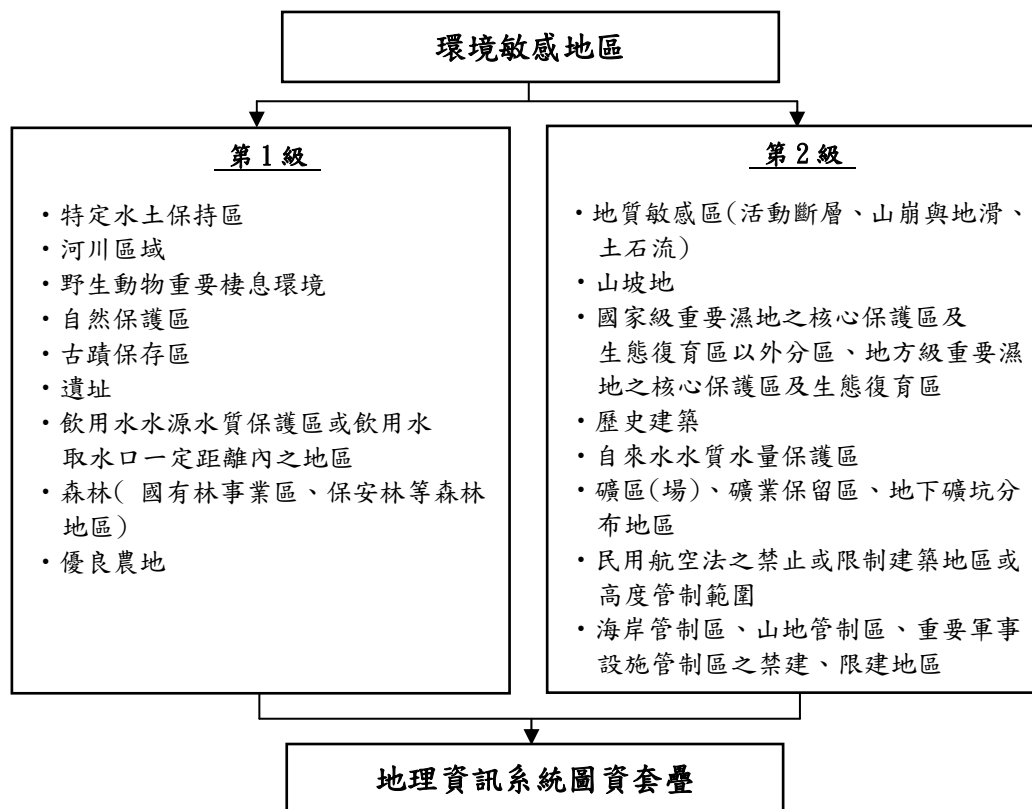 環境敏感地區
第1級
・特定水土保持區
・河川區域
・野生動物重要棲息環境
・自然保護區
・古蹟保存區
・遺址
・飲用水水源水質保護區或飲用水
取水口一定距離內之地區
・森林( 國有林事業區、保安林等森林
地區)
・優良農地
第2級
・地質敏感區(活動斷層、山崩與地滑、
土石流)
・山坡地
・國家級重要濕地之核心保護區及
生態復育區以外分區、地方級重要濕
地之核心保護區及生態復育區
・歷史建築
・自來水水質水量保護區
・礦區(場)、礦業保留區、地下礦坑分
布地區
・民用航空法之禁止或限制建築地區或
高度管制範圍
・海岸管制區、山地管制區、重要軍事
設施管制區之禁建、限建地區
地理資訊系統圖資套疊